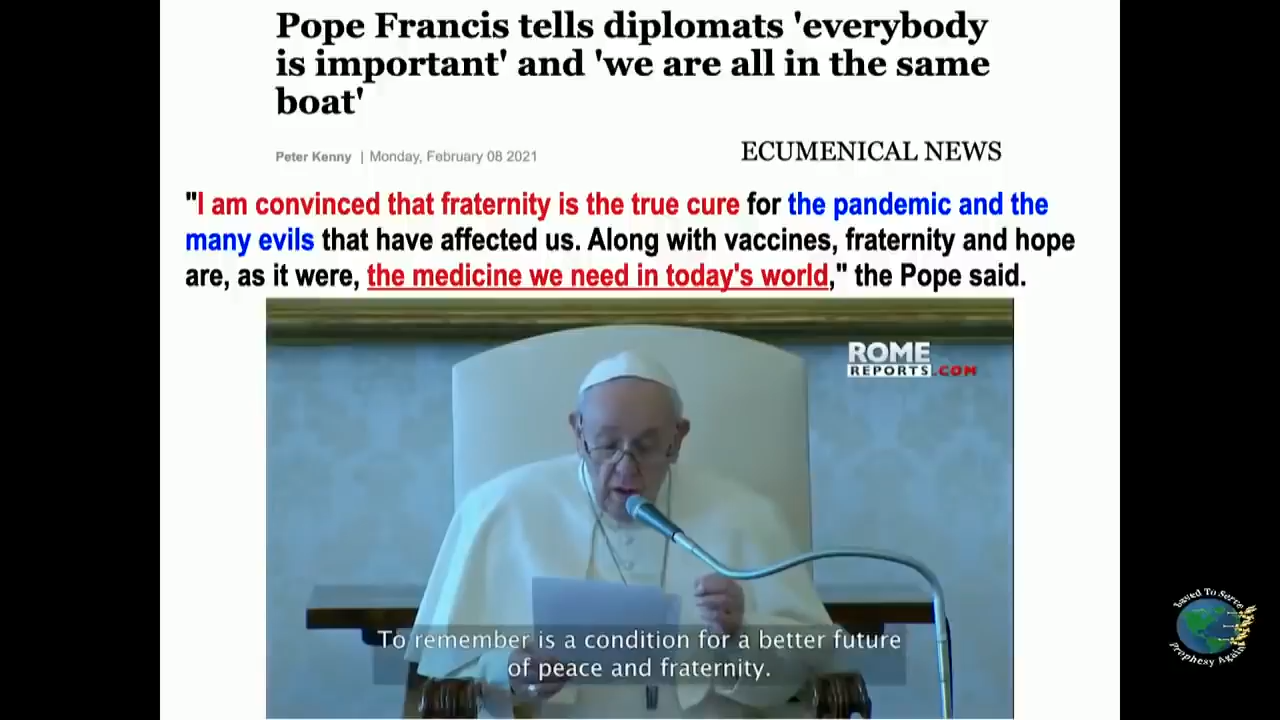 Pope Francis tells diplomats 'everybody
is important' and 'we are all in the same
boat'
Peter Kenny | Monday, February 08 2021
ECUMENICAL NEWS
"I am convinced that fraternity is the true cure for the pandemic and the
many evils that have affected us. Along with vaccines, fraternity and hope
are, as it were, the medicine we need in today's world," the Pope said.
ROME
REPORTS.COM
To remember is a condition for a better future
of peace and fraternity.
To Serve
Prophesy Again